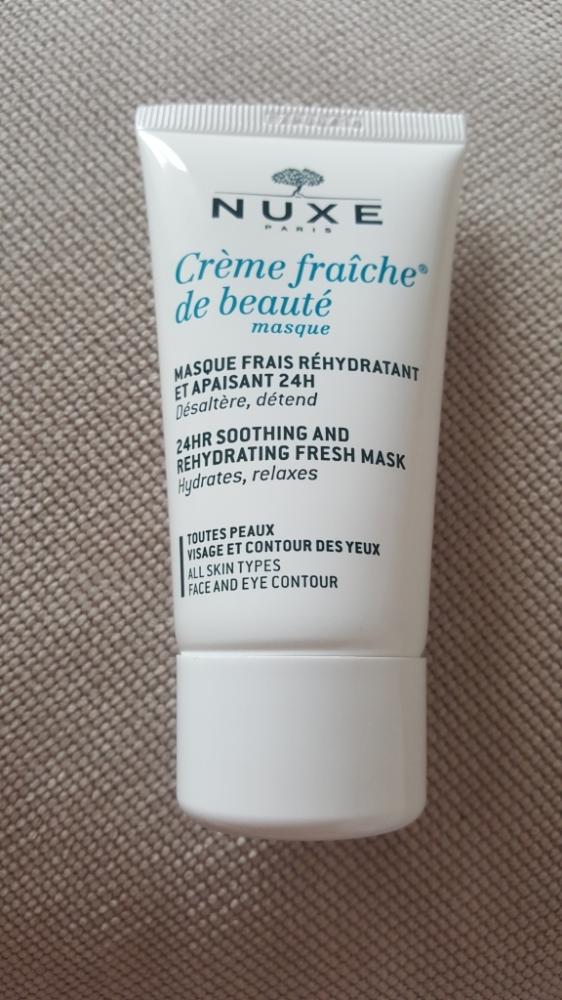 NUXE
PARIS
Crème fraîche®
de beauté
masque
MASQUE FRAIS RÉHYDRATANT
ET APAISANT 24H
Désaltère, détend
24HR SOOTHING AND
REHYDRATING FRESH MASK
Hydrates, relaxes
TOUTES PEAUX
VISAGE ET CONTOUR DES YEUX
ALL SKIN TYPES
FACE AND EYE CONTOUR